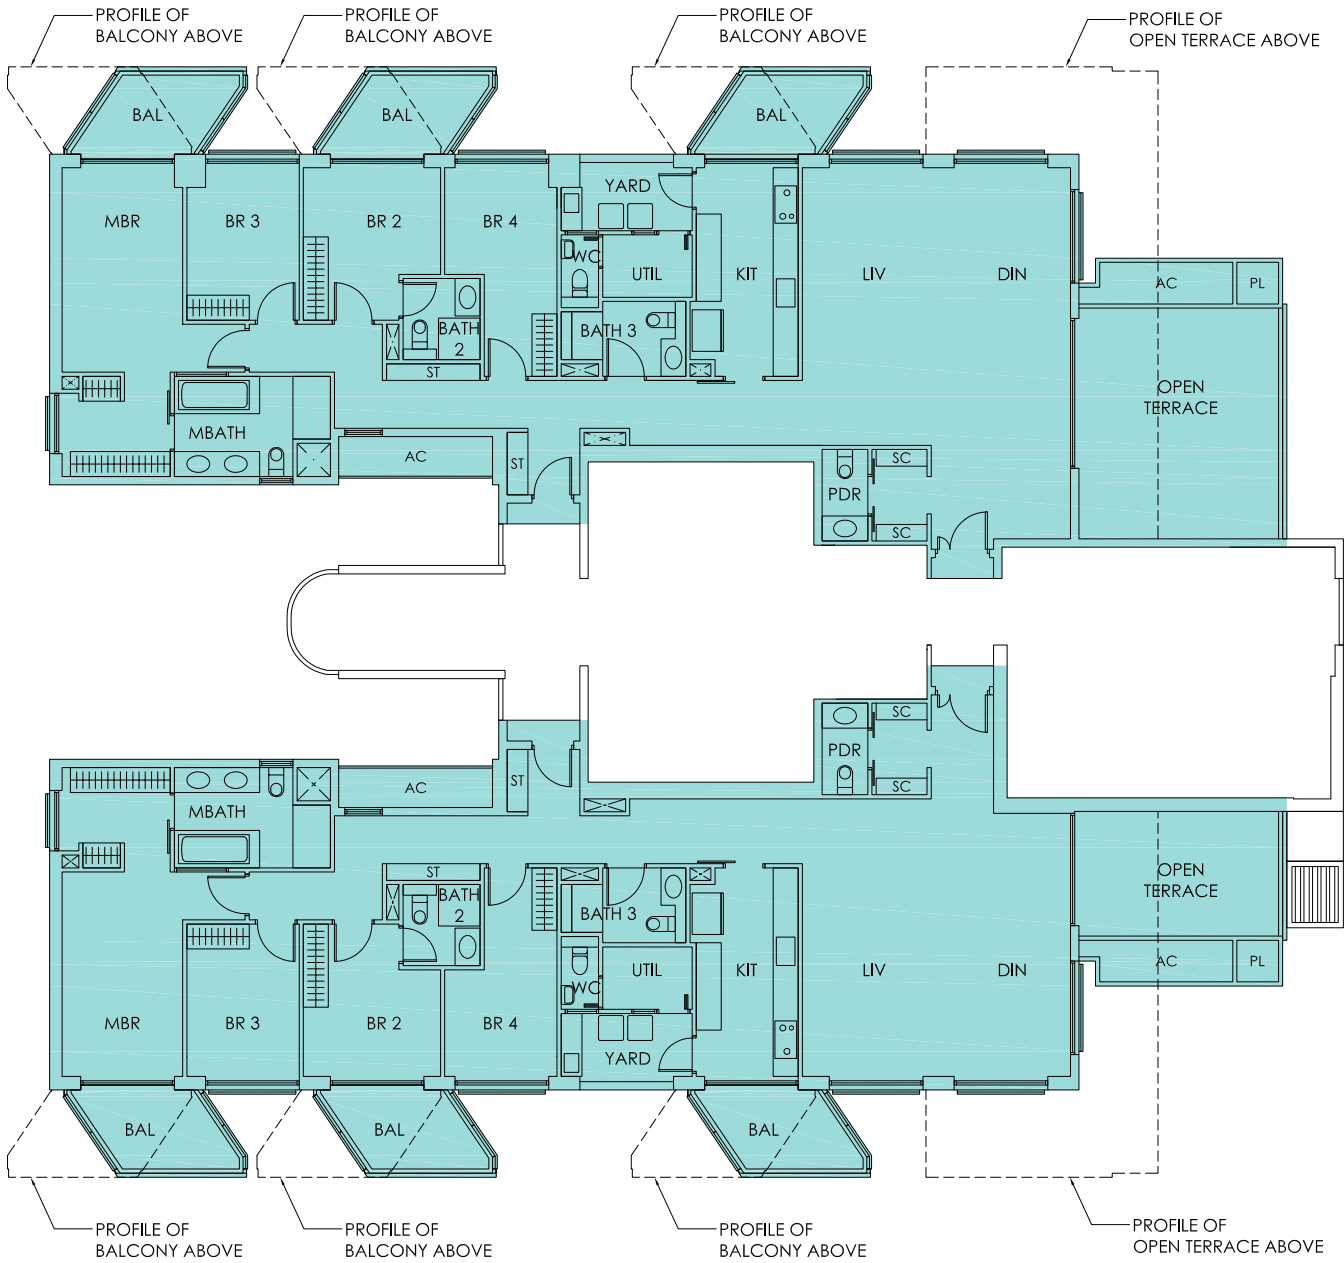 PROFILE OF
BALCONY ABOVE
PROFILE OF
BALCONY ABOVE
PROFILE OF
BALCONY ABOVE
PROFILE OF
OPEN TERRACE ABOVE
BAL
BAL
BAL
MBR
BR 3
BR 2
BR 4
YARD
WC
UTIL
KIT
LIV
DIN
AC
PL
BATH
2
BATH 3
ST
OPEN
TERRACE
MBATH
AC
ST
SC
PDR
SC
SC
PDR
SC
ST
AC
MBATH
ST
BATH
2
BATH 3
OPEN
TERRACE
WC
UTIL
KIT
LIV
DIN
AC
PL
MBR
BR 3
BR 2
BR 4
YARD
BAL
BAL
BAL
PROFILE OF
BALCONY ABOVE
PROFILE OF
BALCONY ABOVE
PROFILE OF
BALCONY ABOVE
PROFILE OF
OPEN TERRACE ABOVE